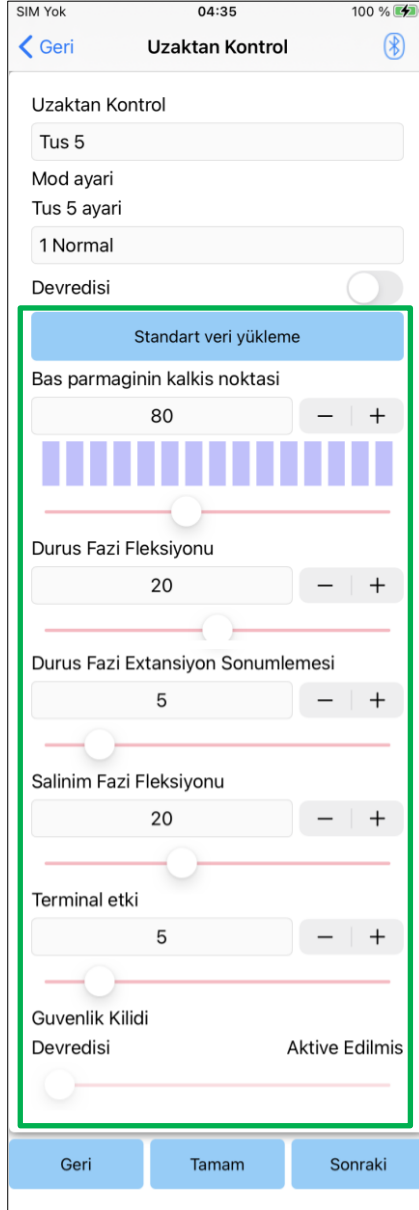 SIM Yok 04:35 100 %
Geri Uzaktan Kontrol
Uzaktan Kontrol
Tus 5
Mod ayari
Tus 5 ayari
1 Normal
Devredisi
Standart veri yükleme
Bas parmaginin kalkis noktasi
80 − +
Durus Fazi Fleksiyonu
20 − +
Durus Fazi Extansiyon Sonumlemesi
5 − +
Salinim Fazi Fleksiyonu
20 − +
Terminal etki
5 − +
Guvenlik Kilidi
Devredisi Aktive Edilmis
Geri Tamam Sonraki